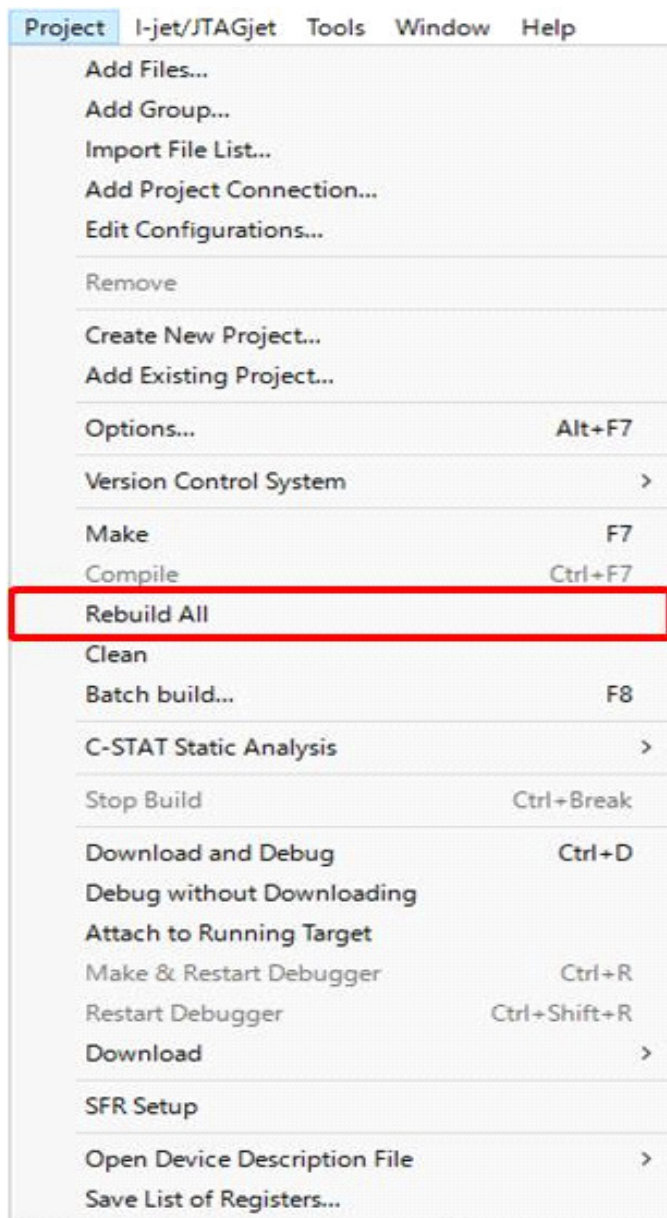 Project I-jet/JTAGjet Tools Window Help
Add Files...
Add Group...
Import File List...
Add Project Connection...
Edit Configurations...
Remove
Create New Project...
Add Existing Project...
Options... Alt+F7
Version Control System >
Make F7
Compile Ctrl+F7
Rebuild All
Clean
Batch build... F8
C-STAT Static Analysis >
Stop Build Ctrl+Break
Download and Debug Ctrl+D
Debug without Downloading
Attach to Running Target
Make & Restart Debugger Ctrl+R
Restart Debugger Ctrl+Shift+R
Download >
SFR Setup
Open Device Description File >
Save List of Registers...